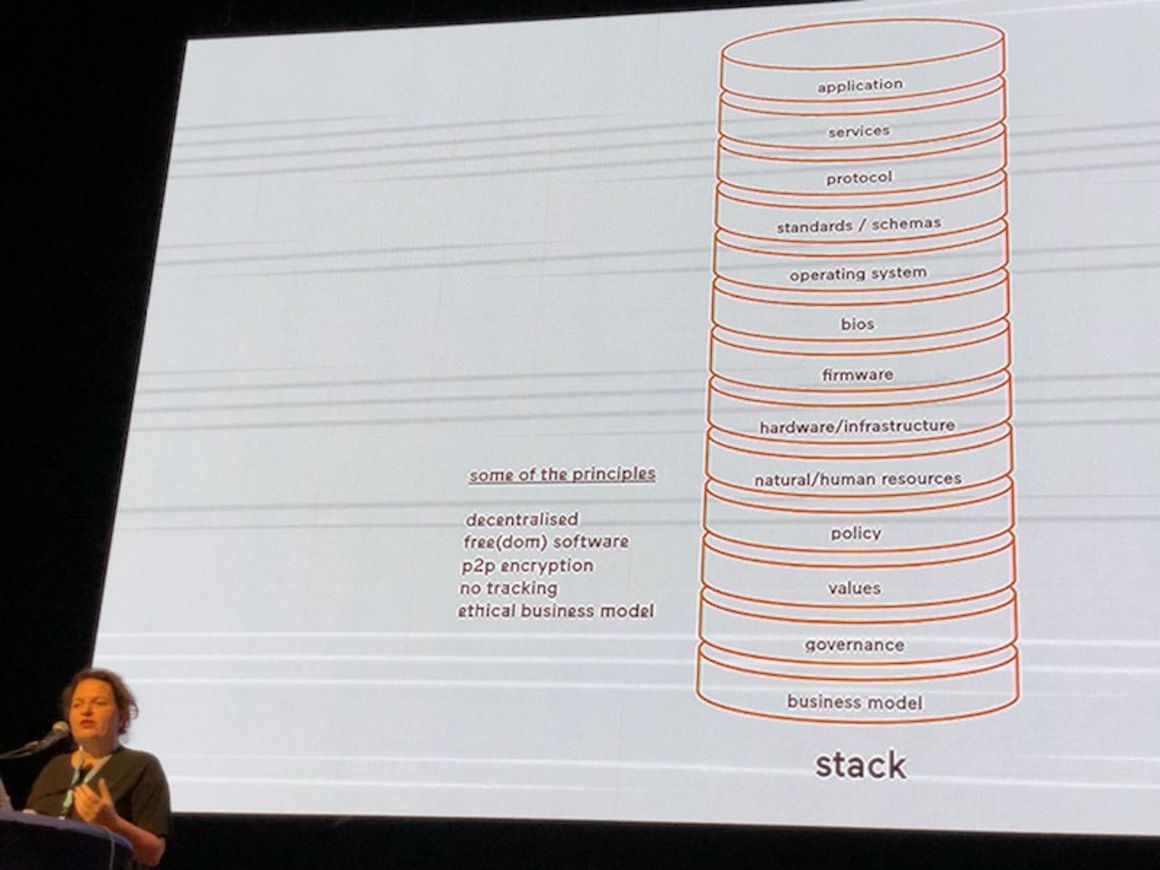 application
services
protocol
standards / schemas
operating system
bios
firmware
hardware/infrastructure
natural/human resources
policy
values
governance
business model
stack
some of the principles
decentralised
free(dom) software
p2p encryption
no tracking
ethical business model